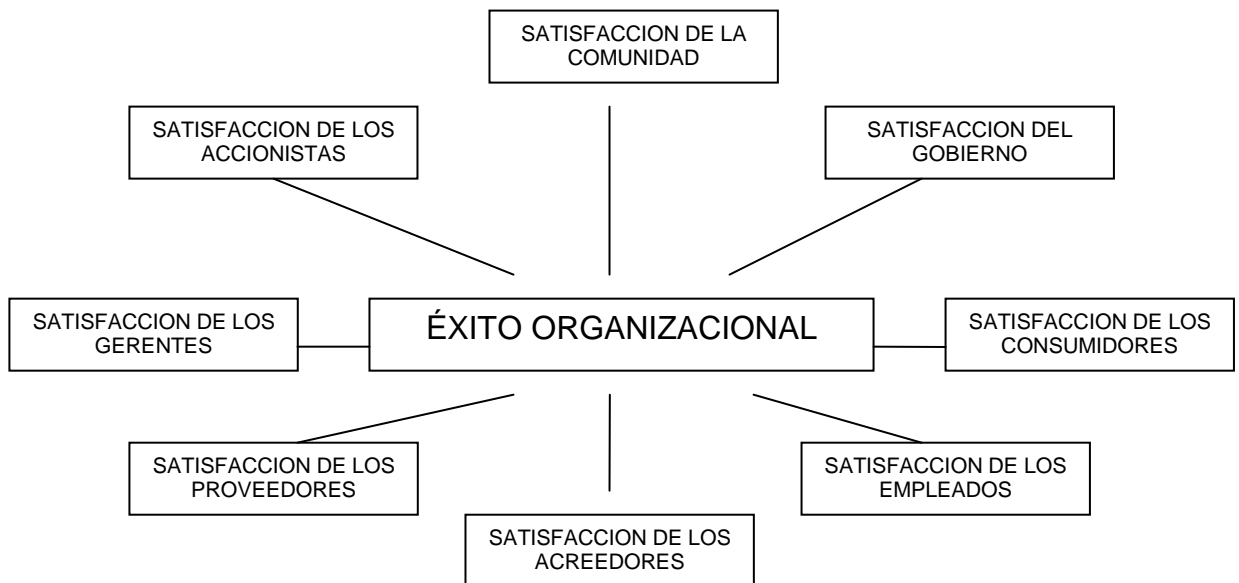 SATISFACCION DE LA
COMUNIDAD
SATISFACCION DE LOS
ACCIONISTAS
SATISFACCION DEL
GOBIERNO
SATISFACCION DE LOS
GERENTES
ÉXITO ORGANIZACIONAL
SATISFACCION DE LOS
CONSUMIDORES
SATISFACCION DE LOS
PROVEEDORES
SATISFACCION DE LOS
EMPLEADOS
SATISFACCION DE LOS
ACREEDORES